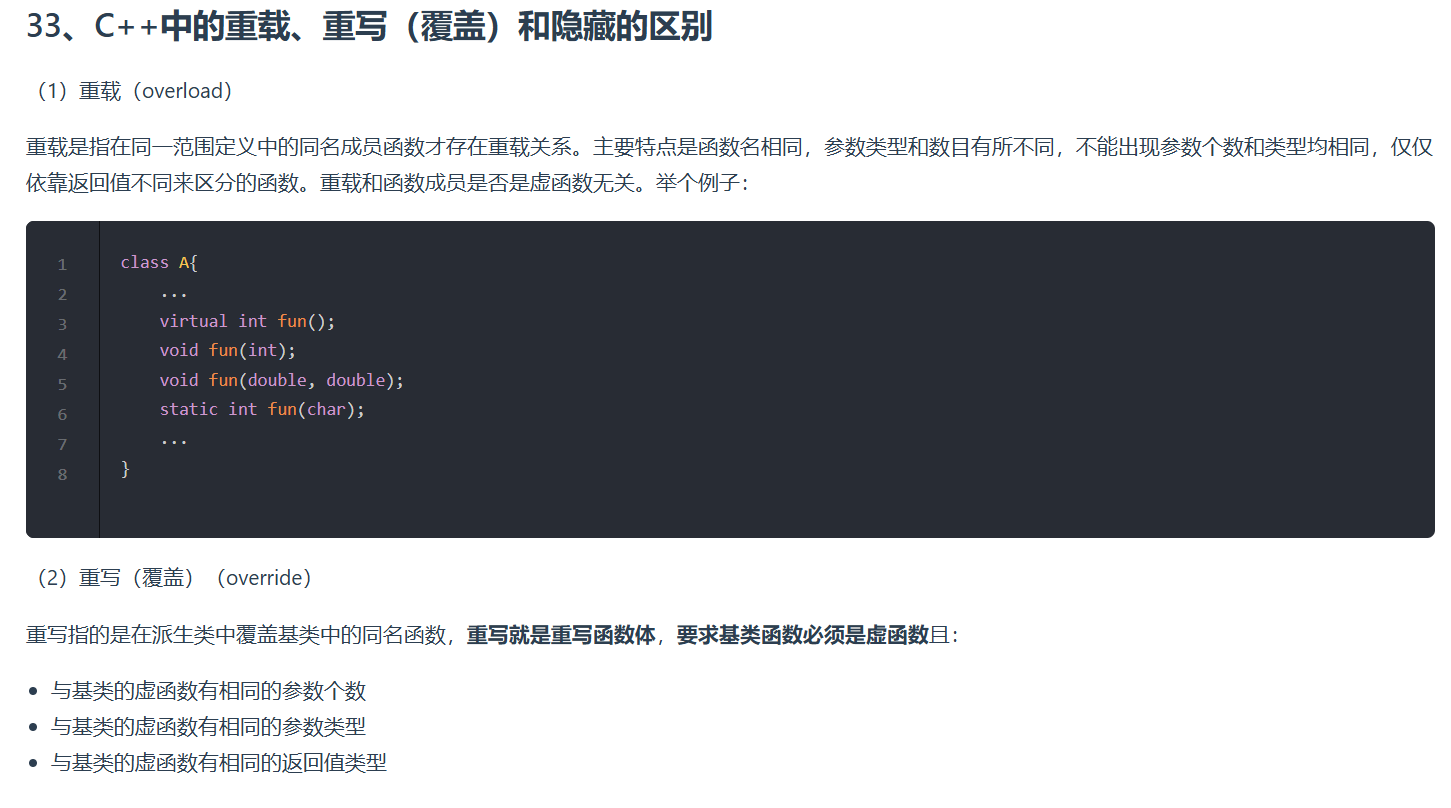 33、C++中的重载、重写（覆盖）和隐藏的区别
（1）重载（overload）
重载是指在同一范围定义中的同名成员函数才存在重载关系。主要特点是函数名相同，参数类型和数目有所不同，不能出现参数个数和类型均相同，仅仅
依靠返回值不同来区分的函数。重载和函数成员是否是虚函数无关。举个例子：
1 class A{
2     ...
3     virtual int fun();
4     void fun(int);
5     void fun(double, double);
6     static int fun(char);
7     ...
8 }
（2）重写（覆盖）（override）
重写指的是在派生类中覆盖基类中的同名函数，重写就是重写函数体，要求基类函数必须是虚函数且：
• 与基类的虚函数有相同的参数个数
• 与基类的虚函数有相同的参数类型
• 与基类的虚函数有相同的返回值类型